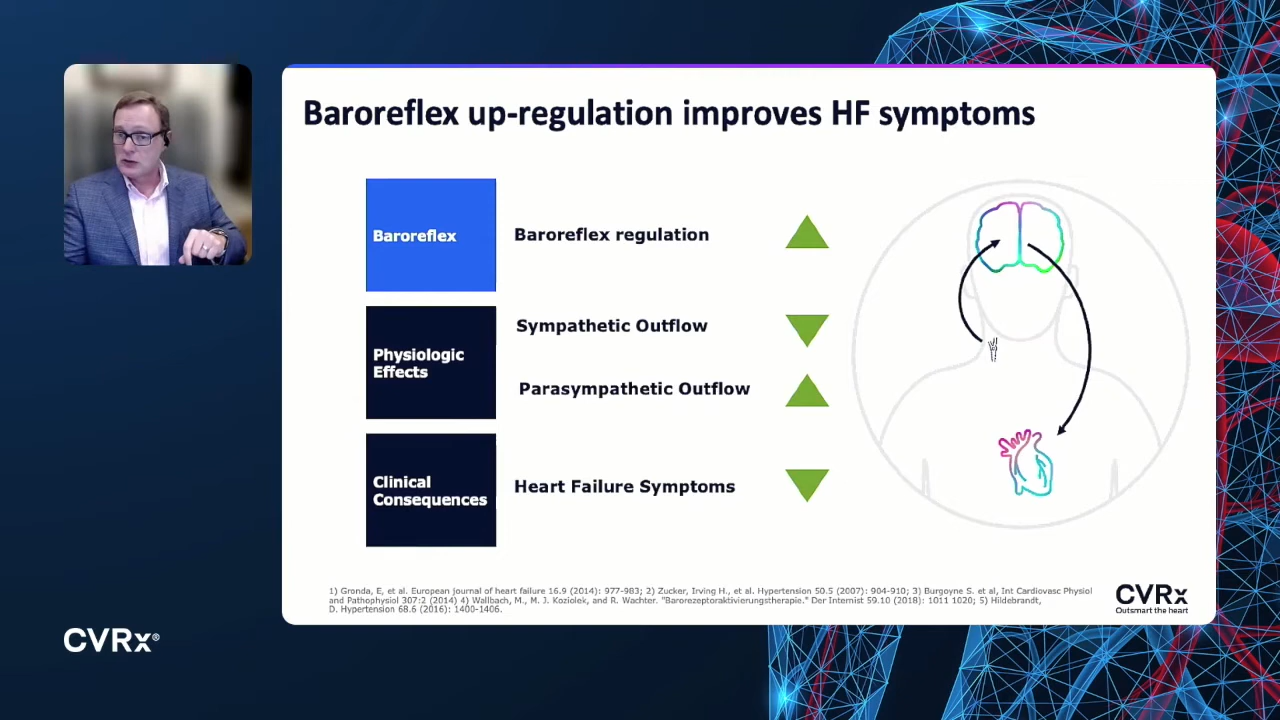 Baroreflex up-regulation improves HF symptoms
Baroreflex
Baroreflex regulation
Physiologic
Effects
Sympathetic Outflow
Parasympathetic Outflow
Clinical
Consequences
Heart Failure Symptoms
1) Gronda, E, et al. European journal of heart failure 16.9 (2014): 977-983; 2) Zucker, Irving H., et al. Hypertension 50.5 (2007): 904-910; 3) Burgoyne S. et al, Int Cardiovasc Physiol
and Pathophysiol 307:2 (2014) 4) Wallbach, M., M. J. Koziolek, and R. Wachter. "Barorezeptoraktivierungstherapie." Der Internist 59.10 (2018): 1011 1020; 5) Hildebrandt,
D. Hypertension 68.6 (2016): 1400-1406.
CVRx
Outsmart the heart
CVRx®